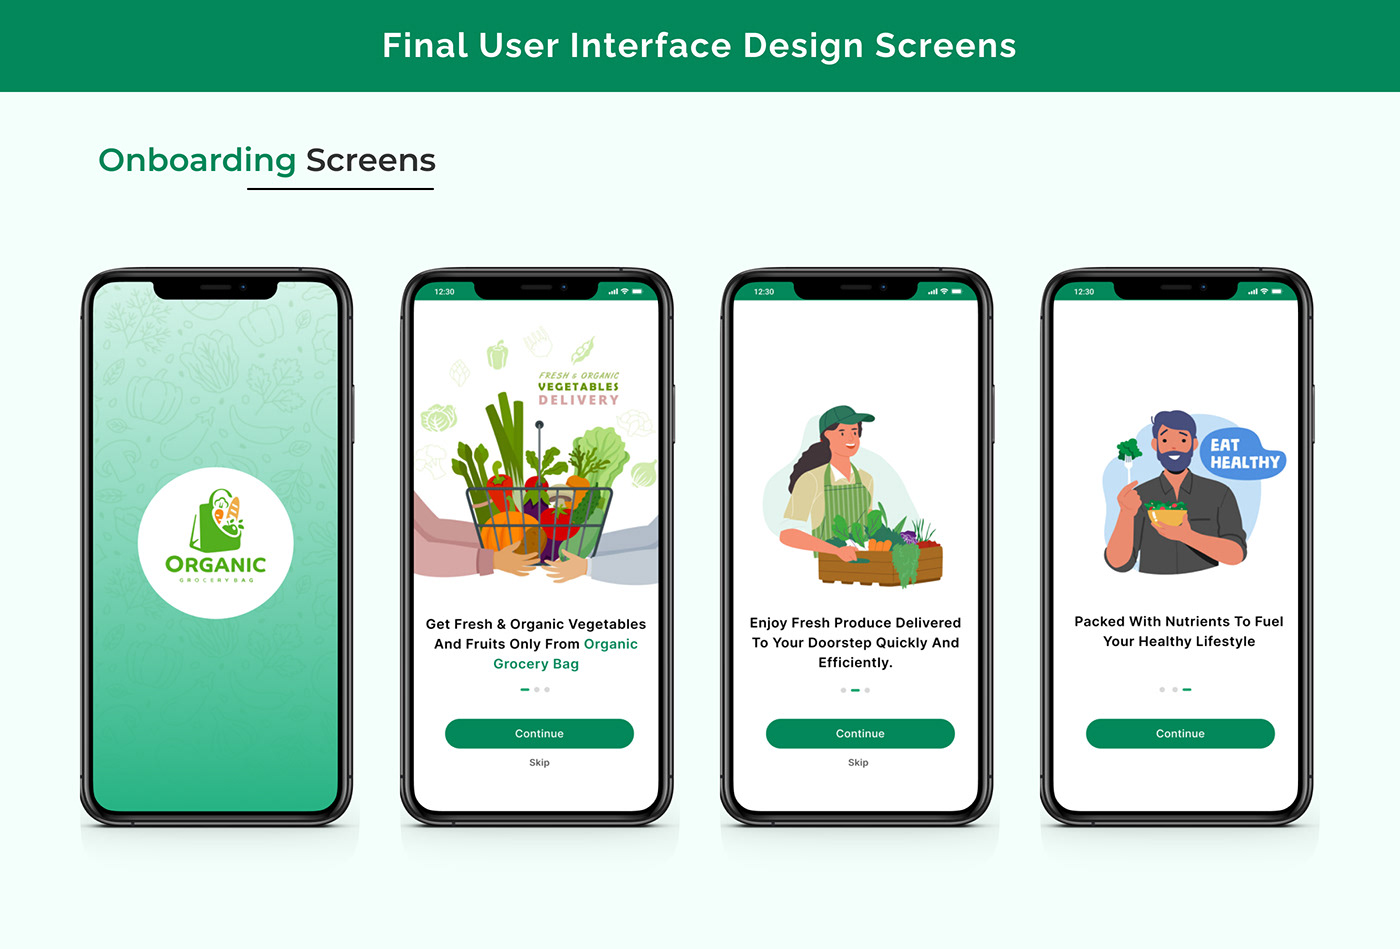 Final User Interface Design Screens
Onboarding Screens
ORGANIC
GROCERY BAG
12:30
FRESH & ORGANIC
VEGETABLES
DELIVERY
Get Fresh & Organic Vegetables
And Fruits Only From Organic
Grocery Bag
Continue
Skip
12:30
Enjoy Fresh Produce Delivered
To Your Doorstep Quickly And
Efficiently.
Continue
Skip
12:30
EAT
HEALTHY
Packed With Nutrients To Fuel
Your Healthy Lifestyle
Continue